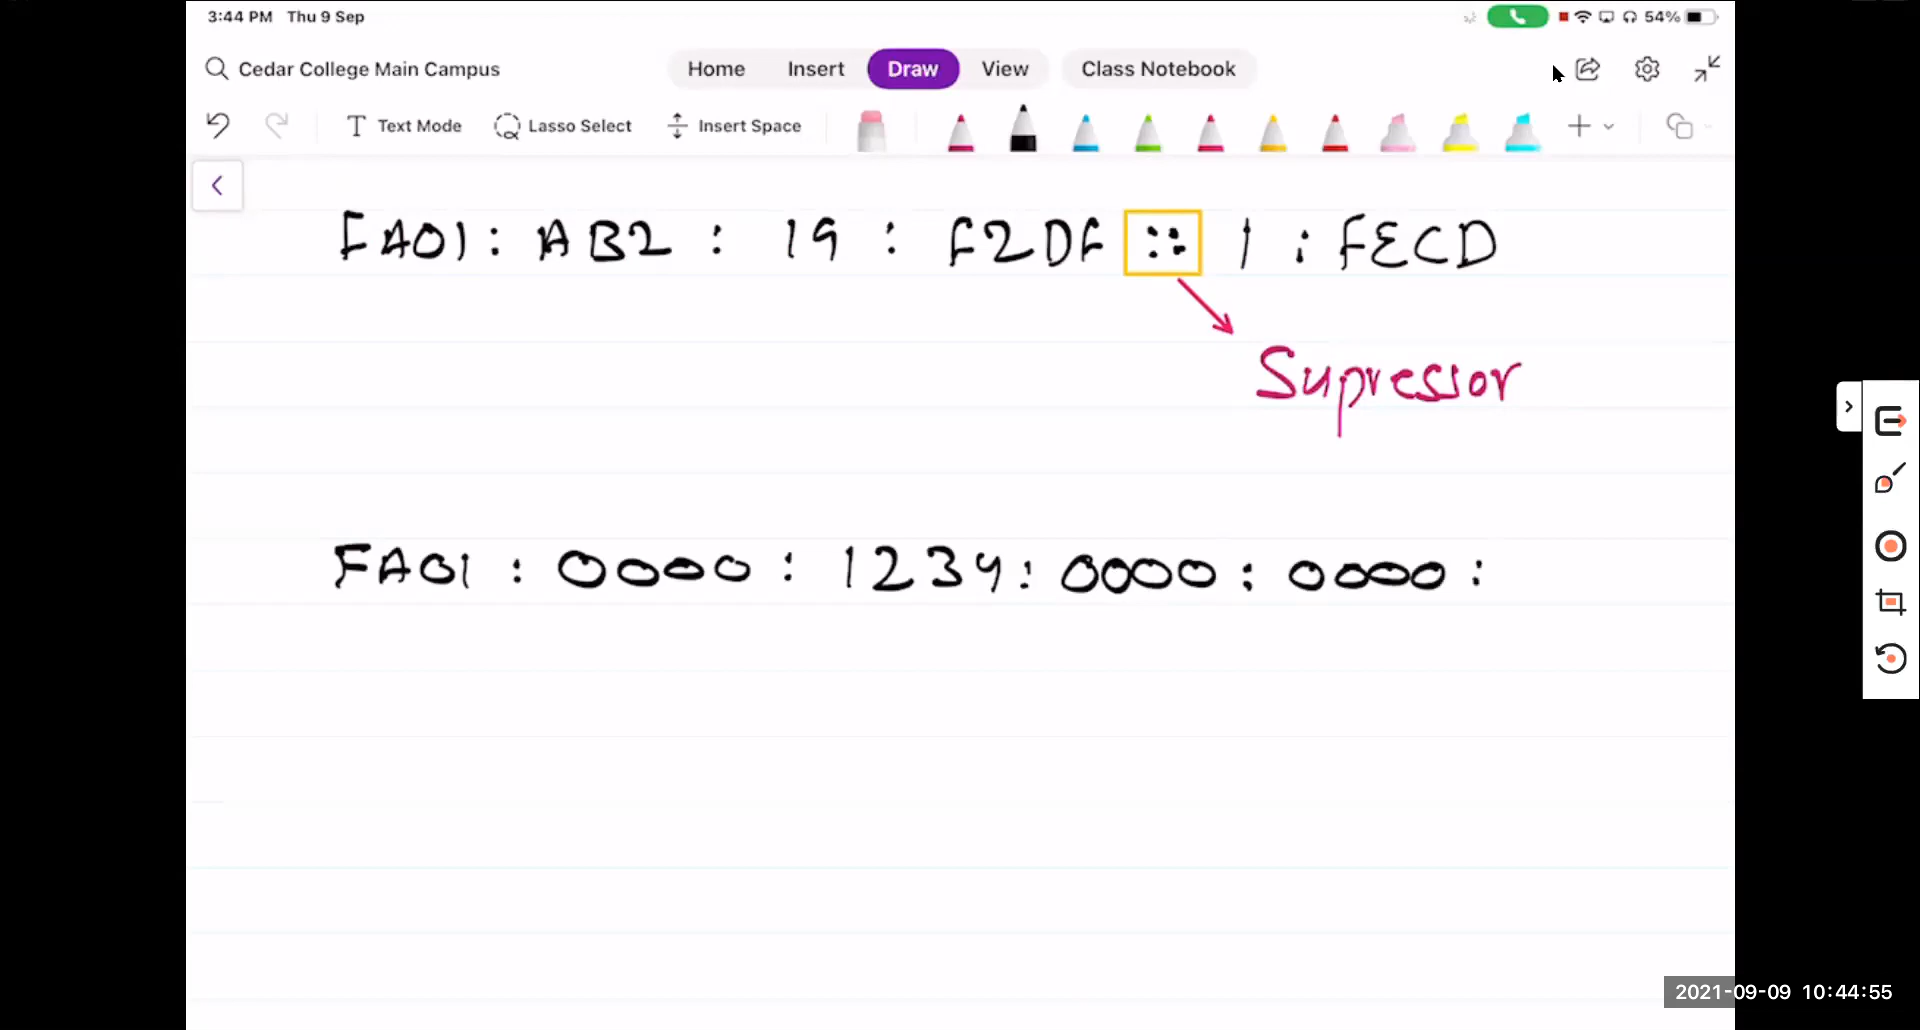 3:44 PM Thu 9 Sep
54%
Cedar College Main Campus
Home Insert Draw View Class Notebook
Text Mode Lasso Select Insert Space
FA01 : AB2 : 19 : F2DF :: 1 : FECD
Supressor
FA01 : 0000 : 1234 : 0000 : 0000 :
2021-09-09 10:44:55